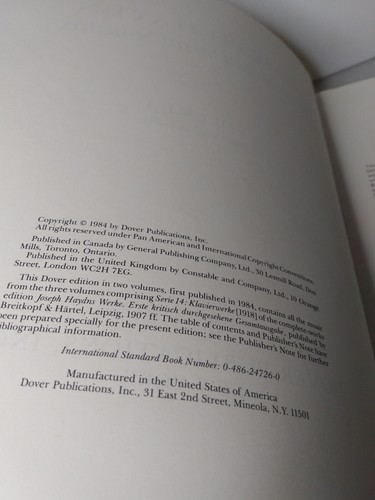 Copyright © 1984 by Dover Publications, Inc.
All rights reserved under Pan American and International Copyright Conventions.
Published in Canada by General Publishing Company, Ltd., 30 Lesmill Road, Don
Mills, Toronto, Ontario.
Published in the United Kingdom by Constable and Company, Ltd., 10 Orange
Street, London WC2H 7EG.
This Dover edition in two volumes, first published in 1984, contains all the music
from the three volumes comprising Serie 14: Klavierwerke [1918] of the complete works
edition Joseph Haydns Werke. Erste kritisch durchgesehene Gesamtausgabe, published by
Breitkopf & Härtel, Leipzig, 1907 ff. The table of contents and Publisher's Note have
been prepared specially for the present edition; see the Publisher's Note for further
bibliographical information.
International Standard Book Number: 0-486-24726-0
Manufactured in the United States of America
Dover Publications, Inc., 31 East 2nd Street, Mineola, N.Y. 11501